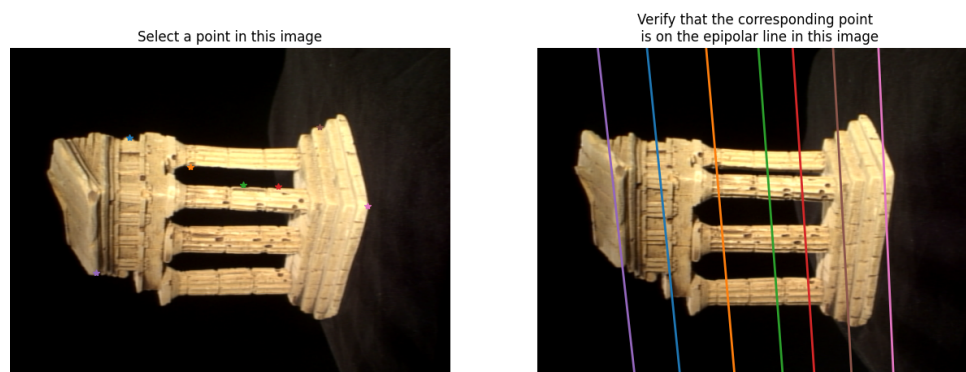 Select a point in this image
Verify that the corresponding point
is on the epipolar line in this image